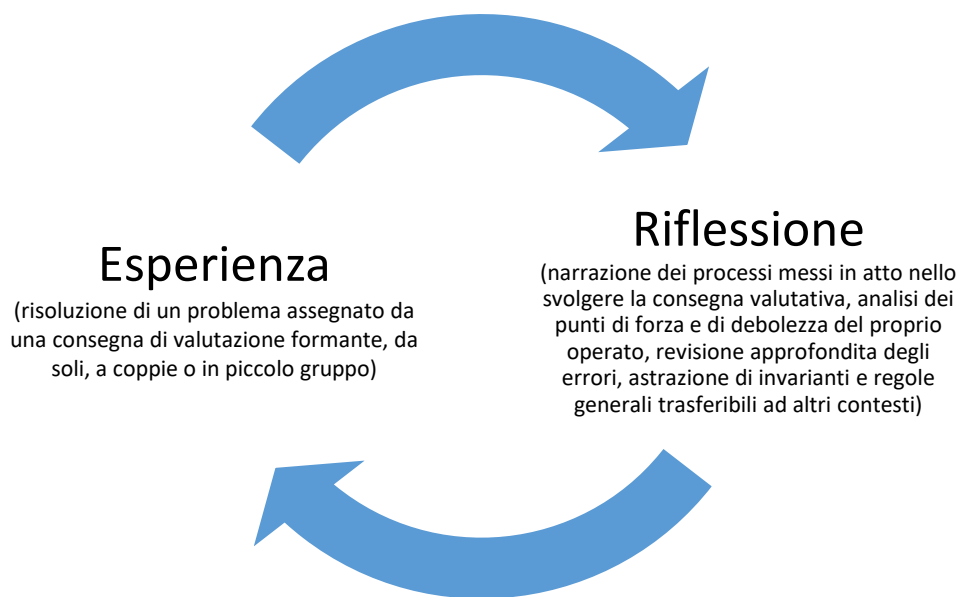 Esperienza
(risoluzione di un problema assegnato da
una consegna di valutazione formante, da
soli, a coppie o in piccolo gruppo)
Riflessione
(narrazione dei processi messi in atto nello
svolgere la consegna valutativa, analisi dei
punti di forza e di debolezza del proprio
operato, revisione approfondita degli
errori, astrazione di invarianti e regole
generali trasferibili ad altri contesti)